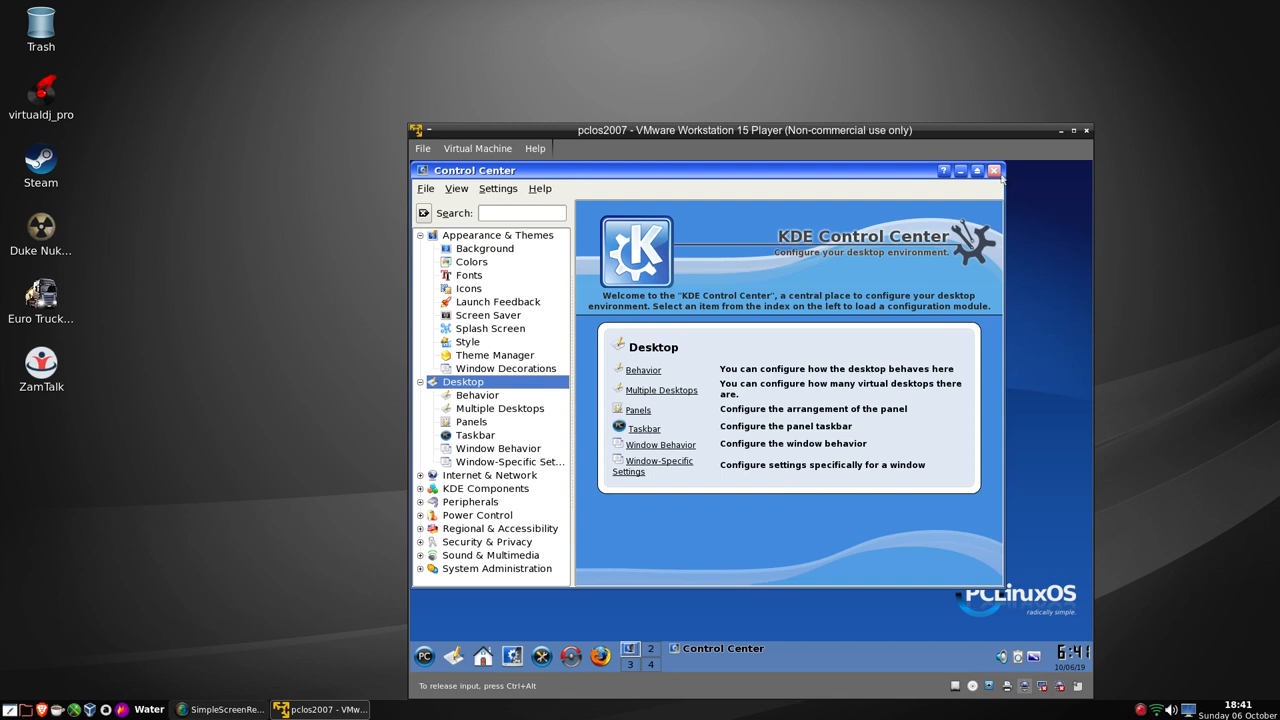 Trash
virtualdj_pro
Steam
Duke Nuk...
Euro Truck...
ZamTalk
pclos2007 - VMware Workstation 15 Player (Non-commercial use only)
File Virtual Machine Help
Control Center
File View Settings Help
Search:
Appearance & Themes
Background
Colors
Fonts
Icons
Launch Feedback
Screen Saver
Splash Screen
Style
Theme Manager
Window Decorations
Desktop
Behavior
Multiple Desktops
Panels
Taskbar
Window Behavior
Window-Specific Set...
Internet & Network
KDE Components
Peripherals
Power Control
Regional & Accessibility
Security & Privacy
Sound & Multimedia
System Administration
KDE Control Center
Configure your desktop environment.
Welcome to the "KDE Control Center", a central place to configure your desktop
environment. Select an item from the index on the left to load a configuration module.
Desktop
Behavior You can configure how the desktop behaves here
Multiple Desktops You can configure how many virtual desktops there
are.
Panels Configure the arrangement of the panel
Taskbar Configure the panel taskbar
Window Behavior Configure the window behavior
Window-Specific
Settings Configure settings specifically for a window
PCLinuxOS
radically simple.
PC
2
3 4
Control Center
6:41
10/06/19
To release input, press Ctrl+Alt
Water
SimpleScreenRe...
pclos2007 - VMw...
18:41
Sunday 06 October